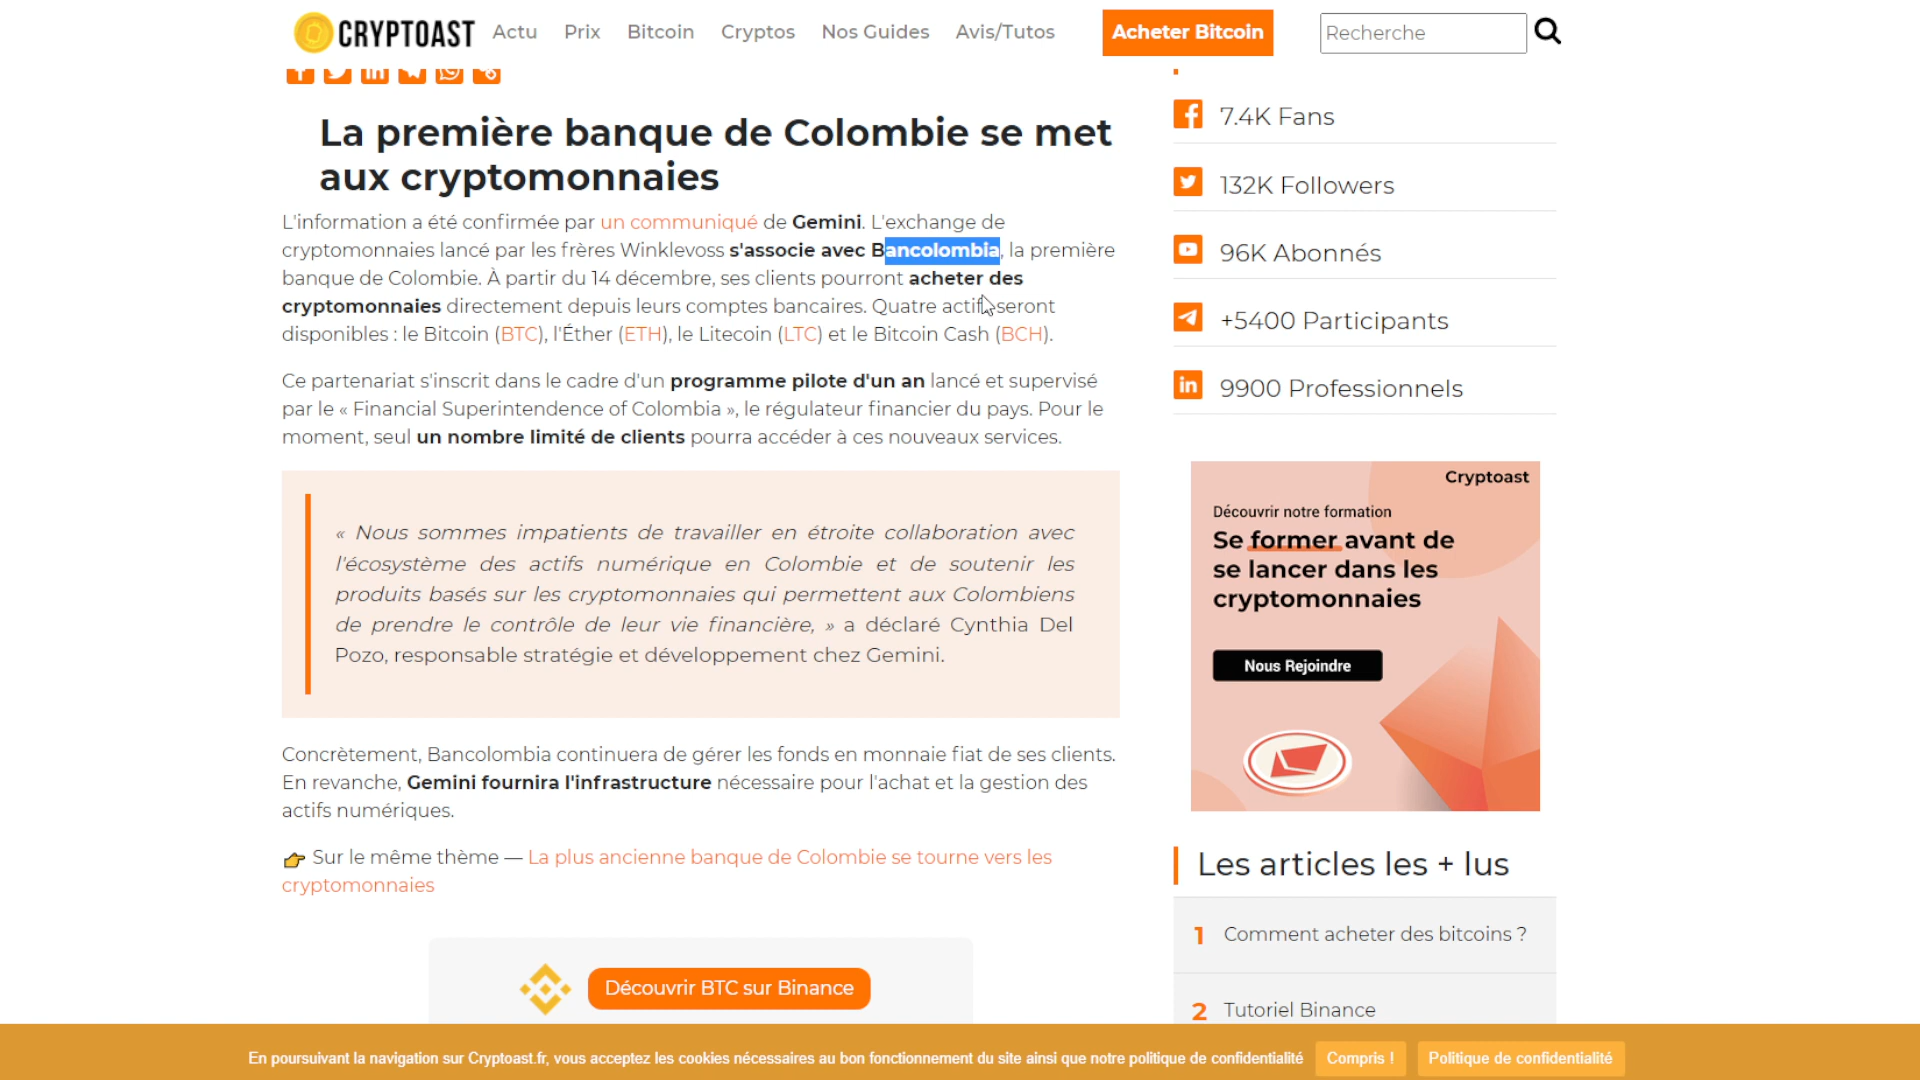 CRYPTOAST
Actu
Prix
Bitcoin
Cryptos
Nos Guides
Avis/Tutos
Acheter Bitcoin
Recherche
La première banque de Colombie se met
aux cryptomonnaies
L'information a été confirmée par un communiqué de Gemini. L'exchange de
cryptomonnaies lancé par les frères Winklevoss s'associe avec Bancolombia, la première
banque de Colombie. À partir du 14 décembre, ses clients pourront acheter des
cryptomonnaies directement depuis leurs comptes bancaires. Quatre actifs seront
disponibles : le Bitcoin (BTC), l'Éther (ETH), le Litecoin (LTC) et le Bitcoin Cash (BCH).
Ce partenariat s'inscrit dans le cadre d'un programme pilote d'un an lancé et supervisé
par le « Financial Superintendence of Colombia », le régulateur financier du pays. Pour le
moment, seul un nombre limité de clients pourra accéder à ces nouveaux services.
« Nous sommes impatients de travailler en étroite collaboration avec
l'écosystème des actifs numérique en Colombie et de soutenir les
produits basés sur les cryptomonnaies qui permettent aux Colombiens
de prendre le contrôle de leur vie financière, » a déclaré Cynthia Del
Pozo, responsable stratégie et développement chez Gemini.
Concrètement, Bancolombia continuera de gérer les fonds en monnaie fiat de ses clients.
En revanche, Gemini fournira l'infrastructure nécessaire pour l'achat et la gestion des
actifs numériques.
👉 Sur le même thème — La plus ancienne banque de Colombie se tourne vers les
cryptomonnaies
Découvrir BTC sur Binance
7.4K Fans
132K Followers
96K Abonnés
+5400 Participants
9900 Professionnels
Cryptoast
Découvrir notre formation
Se former avant de
se lancer dans les
cryptomonnaies
Nous Rejoindre
Les articles les + lus
1 Comment acheter des bitcoins ?
2 Tutoriel Binance
En poursuivant la navigation sur Cryptoast.fr, vous acceptez les cookies nécessaires au bon fonctionnement du site ainsi que notre politique de confidentialité
Compris !
Politique de confidentialité